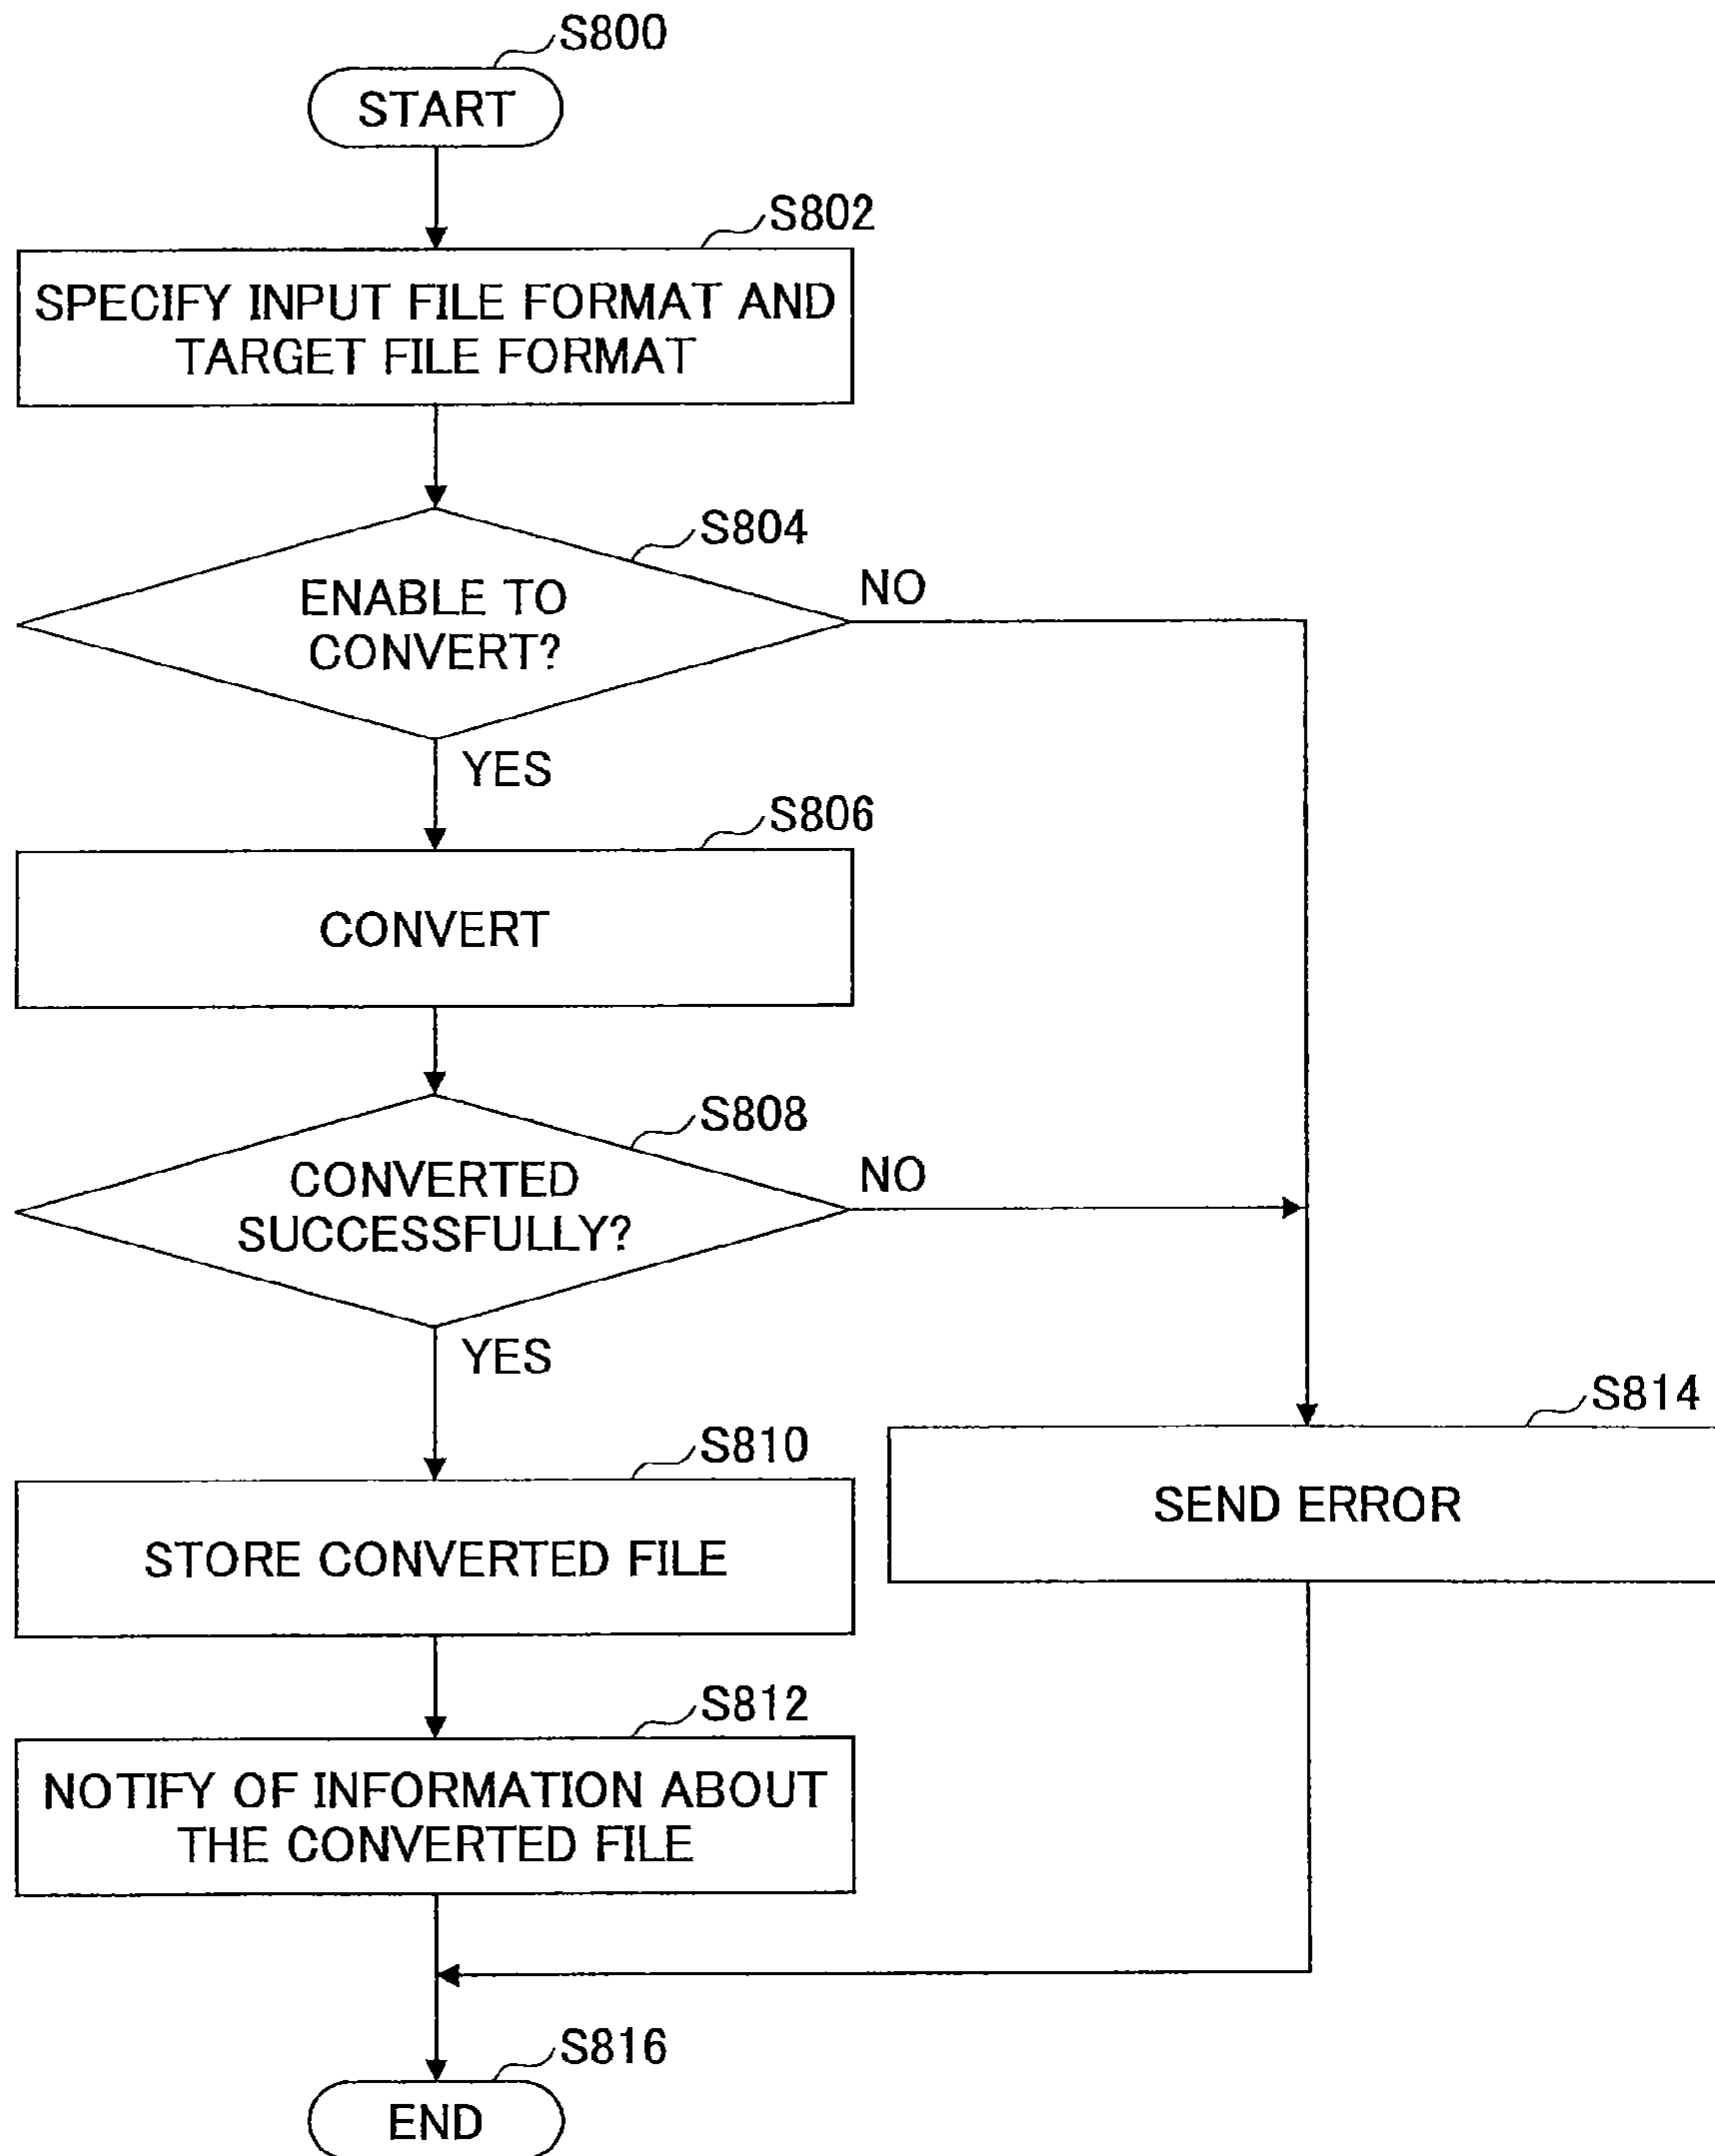 S800
START
S802
SPECIFY INPUT FILE FORMAT AND
TARGET FILE FORMAT
S804
ENABLE TO
CONVERT?
NO
YES
S806
CONVERT
S808
CONVERTED
SUCCESSFULLY?
NO
YES
S810
STORE CONVERTED FILE
S814
SEND ERROR
S812
NOTIFY OF INFORMATION ABOUT
THE CONVERTED FILE
S816
END